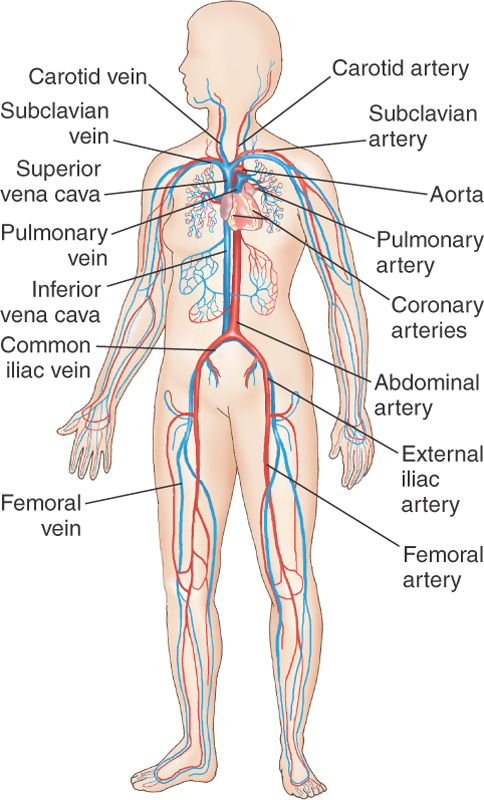 Carotid vein
Subclavian
vein
Superior
vena cava
Pulmonary
vein
Inferior
vena cava
Common
iliac vein
Femoral
vein
Carotid artery
Subclavian
artery
Aorta
Pulmonary
artery
Coronary
arteries
Abdominal
artery
External
iliac
artery
Femoral
artery